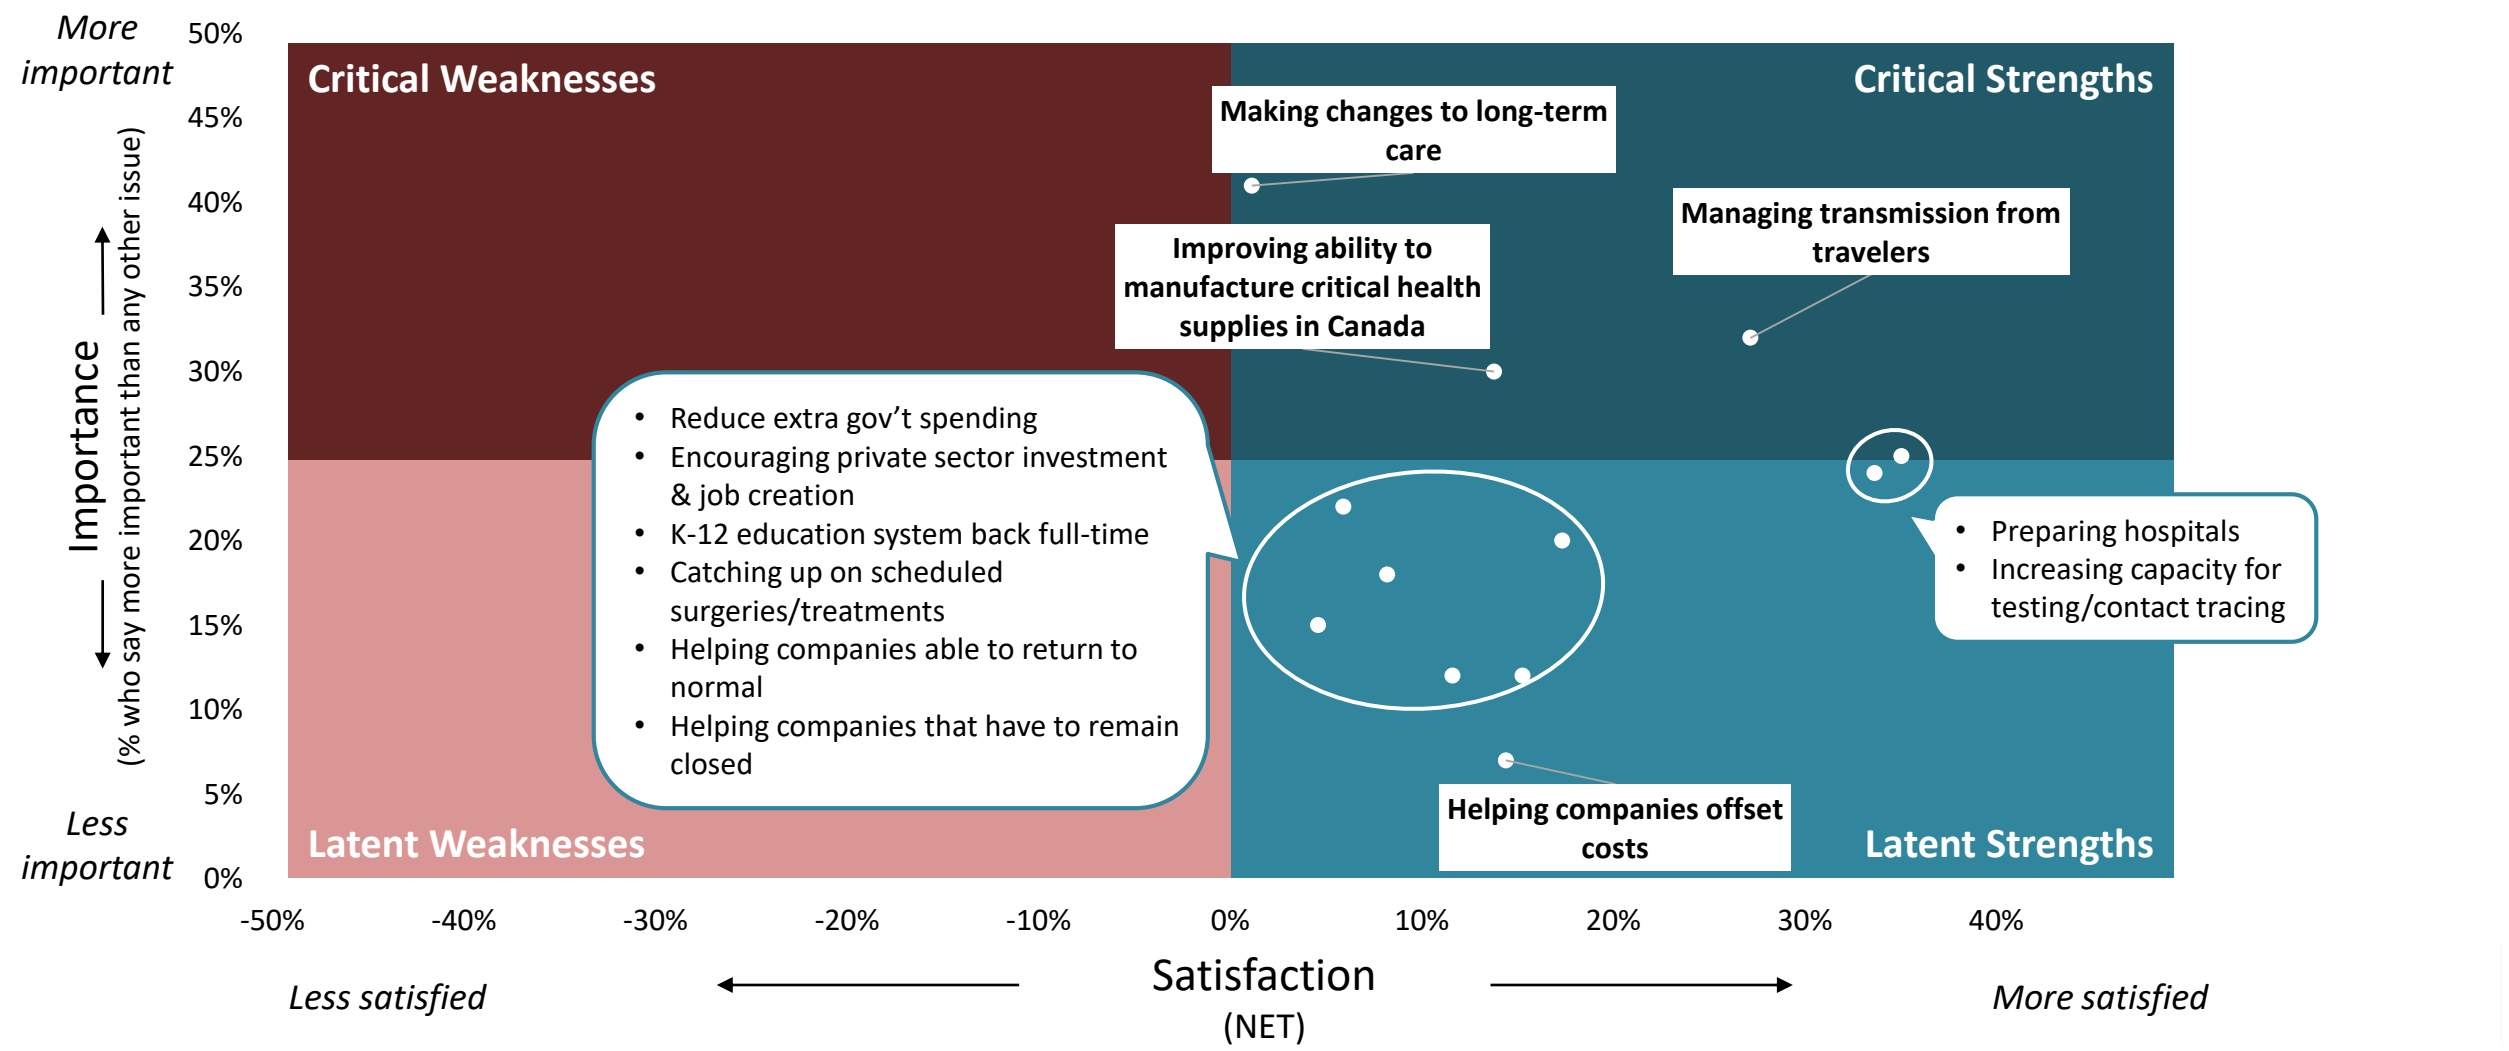 More
important
50%
45%
40%
35%
30%
25%
20%
15%
10%
5%
0%
Less
important
Importance
(% who say more important than any other issue)
Critical Weaknesses
Critical Strengths
Making changes to long-term
care
Managing transmission from
travelers
Improving ability to
manufacture critical health
supplies in Canada
• Reduce extra gov’t spending
• Encouraging private sector investment
& job creation
• K-12 education system back full-time
• Catching up on scheduled
surgeries/treatments
• Helping companies able to return to
normal
• Helping companies that have to remain
closed
• Preparing hospitals
• Increasing capacity for
testing/contact tracing
Helping companies offset
costs
Latent Weaknesses
Latent Strengths
-50%
-40%
-30%
-20%
-10%
0%
10%
20%
30%
40%
Less satisfied
Satisfaction
(NET)
More satisfied